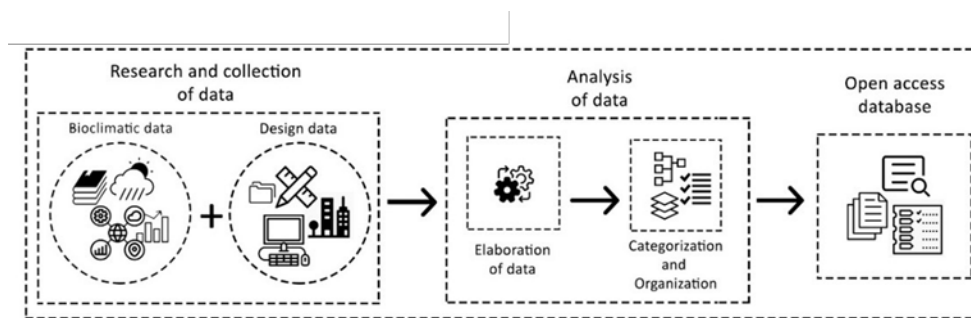 Research and collection
of data
Bioclimatic data
Design data
Analysis
of data
Elaboration
of data
Categorization
and
Organization
Open access
database